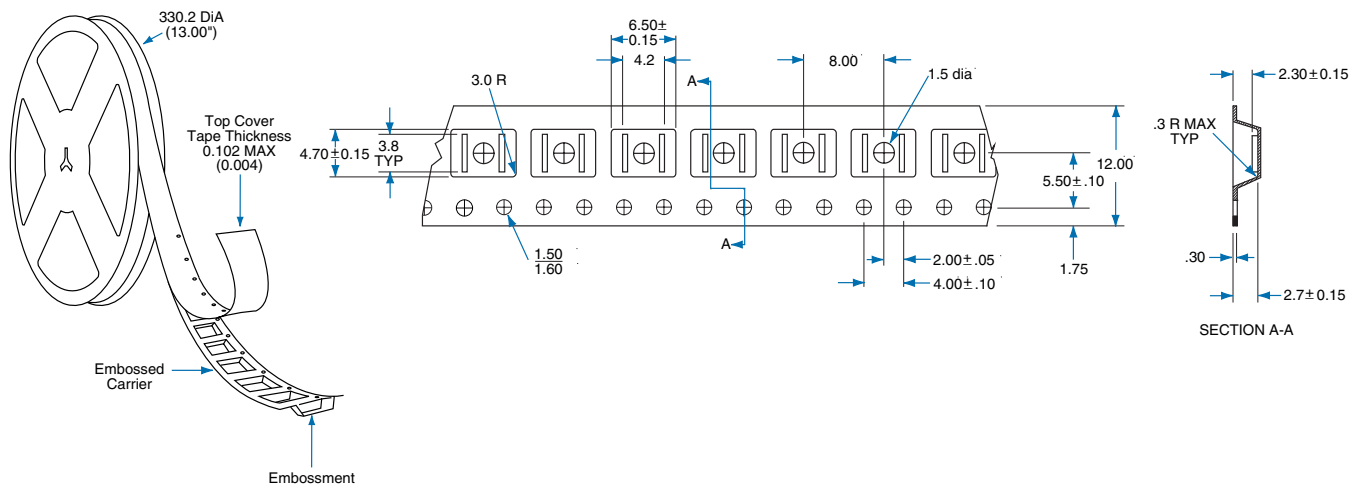 330.2 DiA
(13.00")
Top Cover
Tape Thickness
0.102 MAX
(0.004)
Embossed
Carrier
Embossment
6.50±
0.15
4.2
3.0 R
4.70±0.15
3.8
TYP
A
8.00
1.5 dia
12.00
5.50±.10
A
1.50
1.60
2.00±.05
4.00±.10
1.75
2.30±0.15
.3 R MAX
TYP
.30
2.7±0.15
SECTION A-A